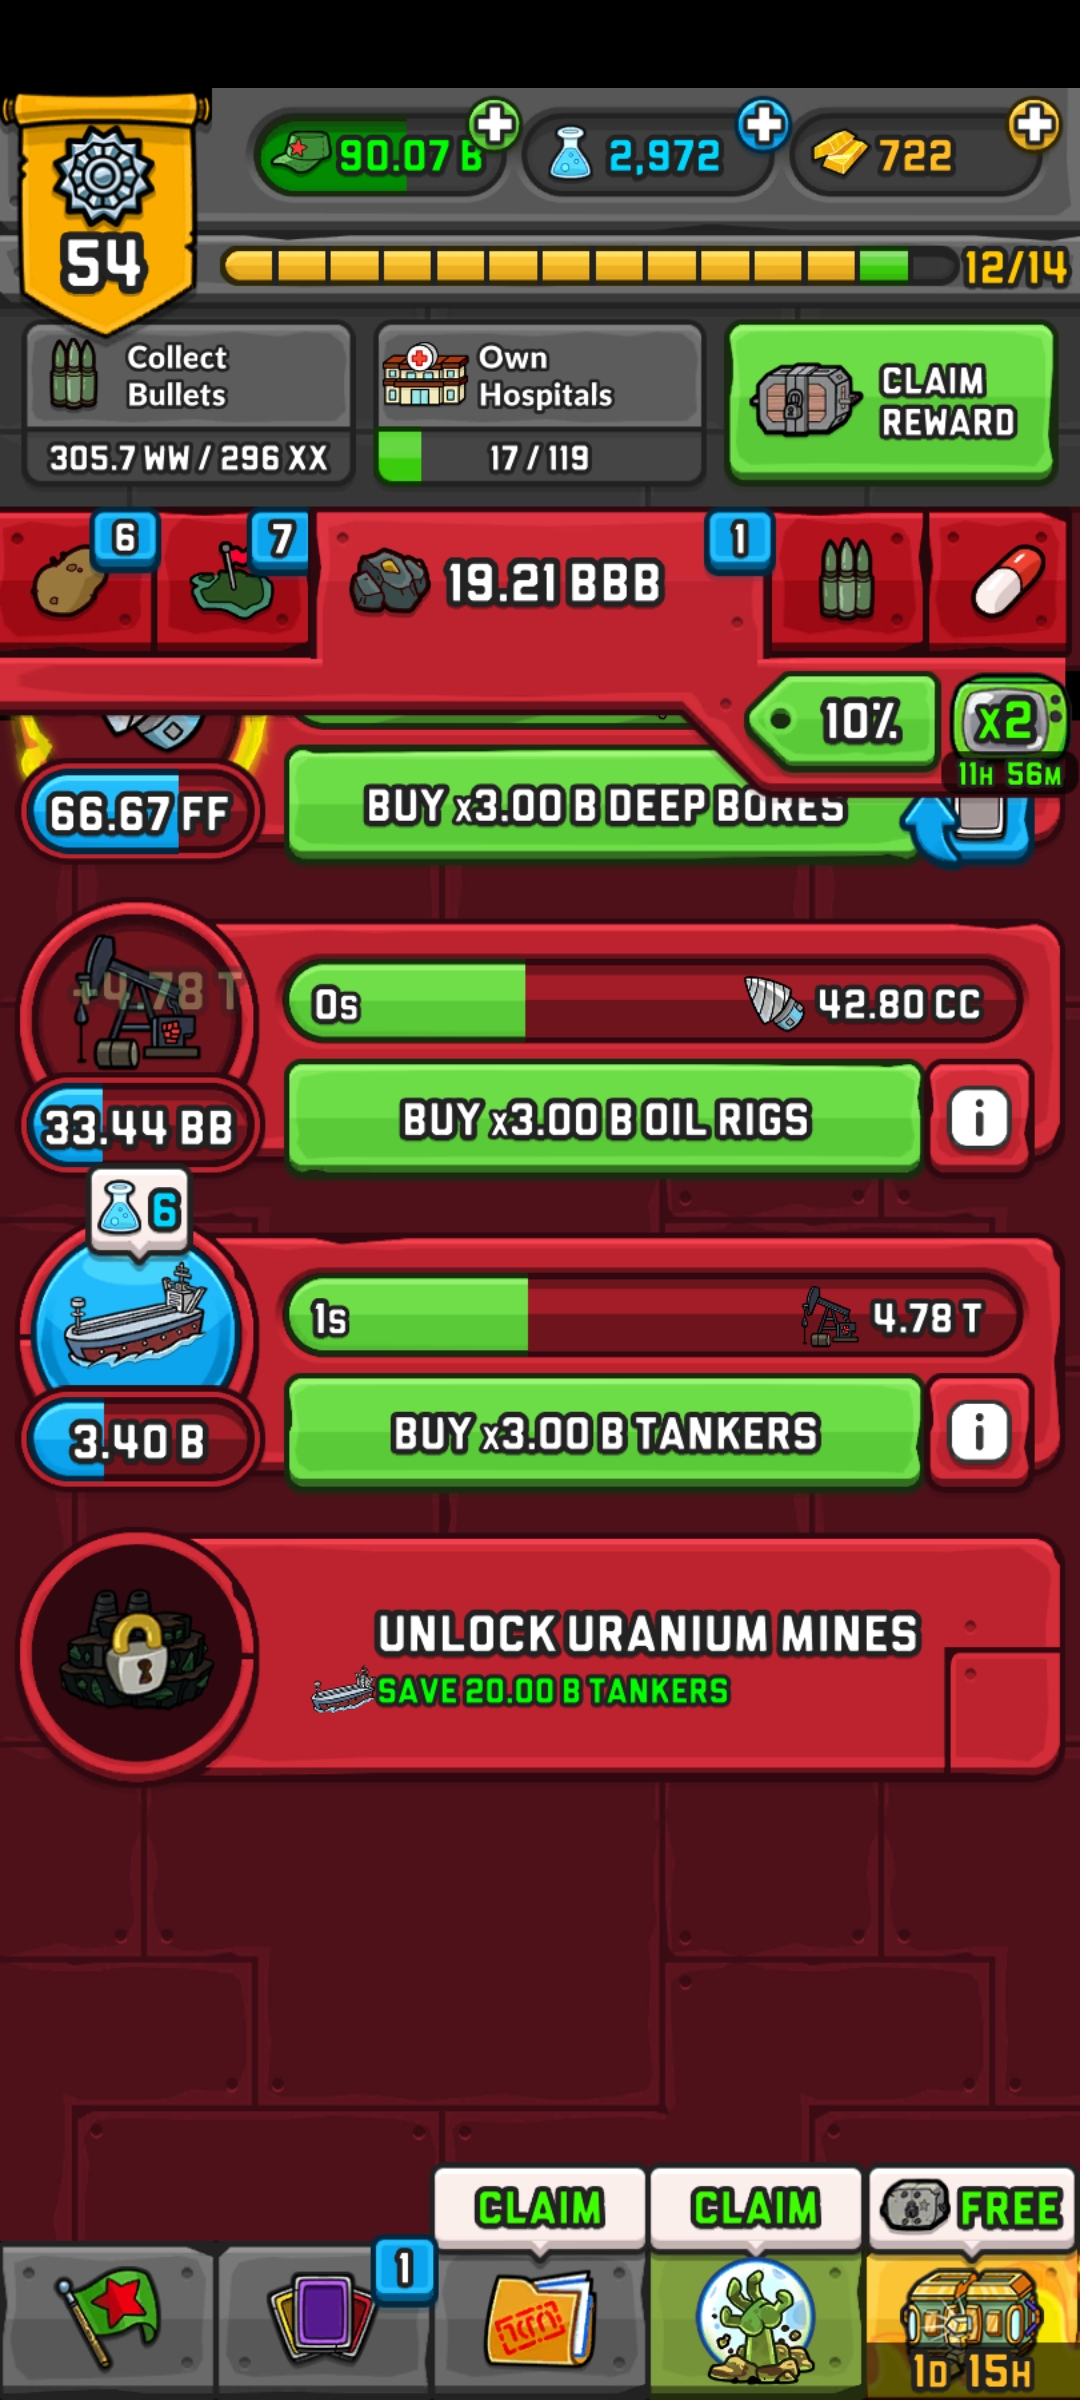 90.07 B
2,972
722
54
12/14
Collect
Bullets
305.7 WW / 296 XX
Own
Hospitals
17 / 119
CLAIM
REWARD
6
7
19.21 BBB
1
10%
x2
11H 56M
66.67 FF
BUY x3.00 B DEEP BORES
+4.78 T
0s
42.80 CC
33.44 BB
BUY x3.00 B OIL RIGS
i
6
1s
4.78 T
3.40 B
BUY x3.00 B TANKERS
i
UNLOCK URANIUM MINES
SAVE 20.00 B TANKERS
CLAIM
CLAIM
FREE
1
1D 15H